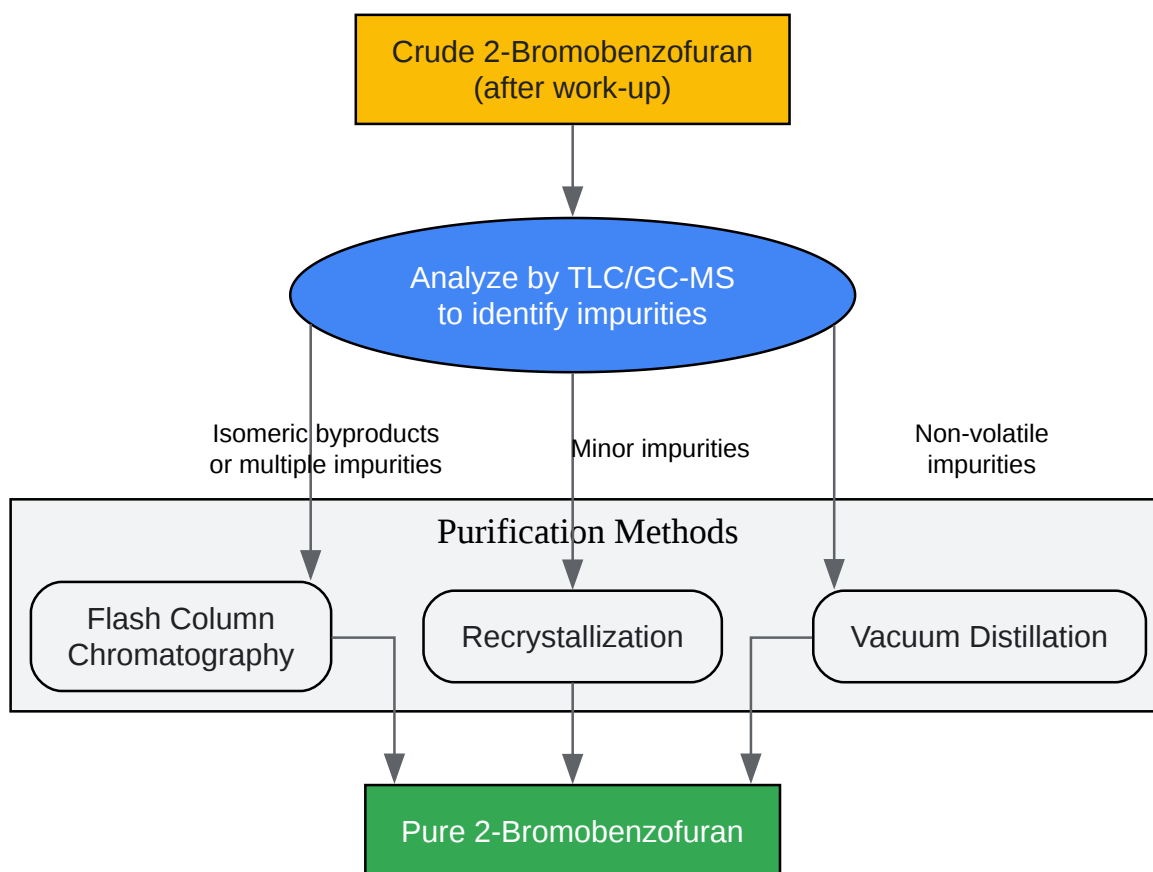 Crude 2-Bromobenzofuran
(after work-up)
Analyze by TLC/GC-MS
to identify impurities
Isomeric byproducts
or multiple impurities
Minor impurities
Non-volatile
impurities
Purification Methods
Flash Column
Chromatography
Recrystallization
Vacuum Distillation
Pure 2-Bromobenzofuran